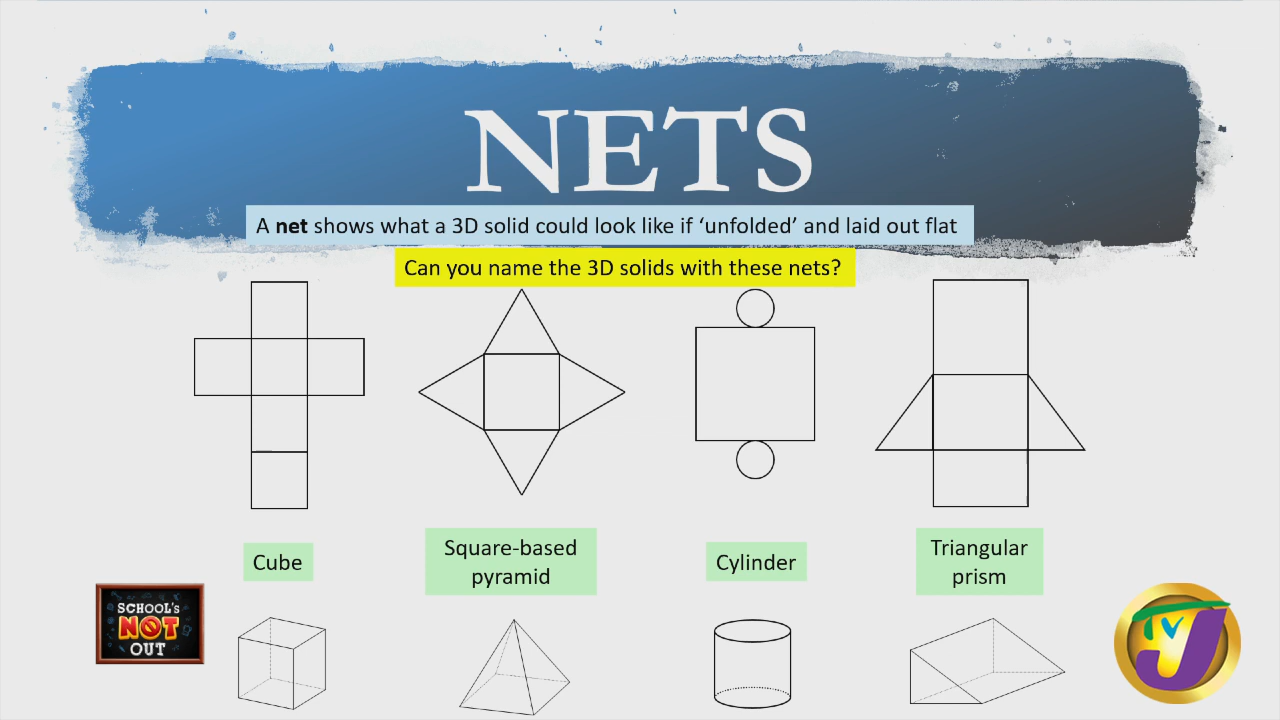 NETS
A net shows what a 3D solid could look like if ‘unfolded’ and laid out flat
Can you name the 3D solids with these nets?
Cube
Square-based
pyramid
Cylinder
Triangular
prism
SCHOOL's
NOT
OUT
TVJ